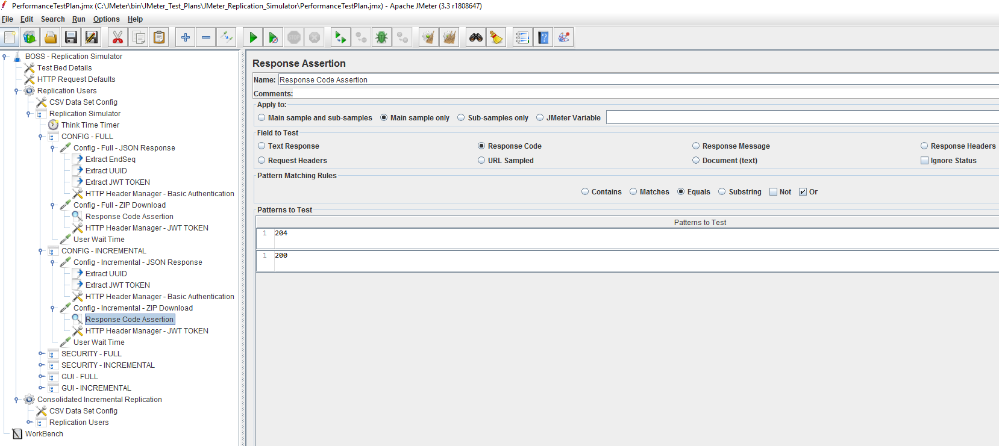 PerformanceTestPlan.jmx (C:\JMeter\bin\JMeter_Test_Plans\JMeter_Replication_Simulator\PerformanceTestPlan.jmx) - Apache JMeter (3.3 r1808647)
File Edit Search Run Options Help
BOSS - Replication Simulator
Test Bed Details
HTTP Request Defaults
Replication Users
CSV Data Set Config
Replication Simulator
Think Time Timer
CONFIG - FULL
Config - Full - JSON Response
Extract EndSeq
Extract UUID
Extract JWT TOKEN
HTTP Header Manager - Basic Authentication
Config - Full - ZIP Download
Response Code Assertion
HTTP Header Manager - JWT TOKEN
User Wait Time
CONFIG - INCREMENTAL
Config - Incremental - JSON Response
Extract UUID
Extract JWT TOKEN
HTTP Header Manager - Basic Authentication
Config - Incremental - ZIP Download
Response Code Assertion
HTTP Header Manager - JWT TOKEN
User Wait Time
SECURITY - FULL
SECURITY - INCREMENTAL
GUI - FULL
GUI - INCREMENTAL
Consolidated Incremental Replication
CSV Data Set Config
Replication Users
WorkBench
Response Assertion
Name: Response Code Assertion
Comments:
Apply to:
Main sample and sub-samples Main sample only Sub-samples only JMeter Variable
Field to Test
Text Response Response Code Response Message Response Headers
Request Headers URL Sampled Document (text) Ignore Status
Pattern Matching Rules
Contains Matches Equals Substring Not Or
Patterns to Test
Patterns to Test
1 204
1 200